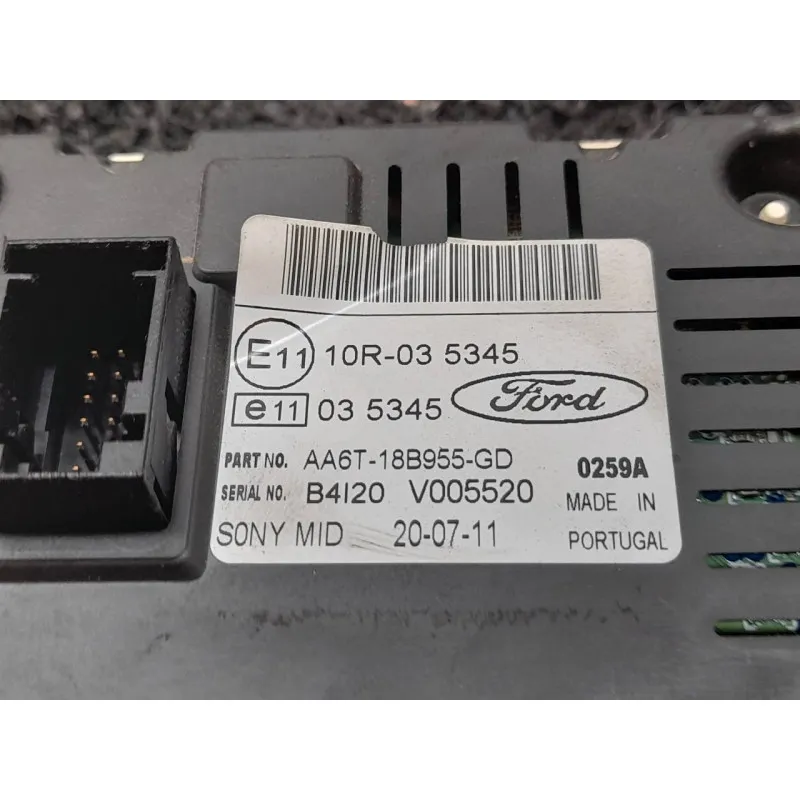 E11 10R-03 5345
e11 03 5345 Ford
PART NO. AA6T-18B955-GD 0259A
SERIAL NO. B4I20 V005520 MADE IN
SONY MID 20-07-11 PORTUGAL